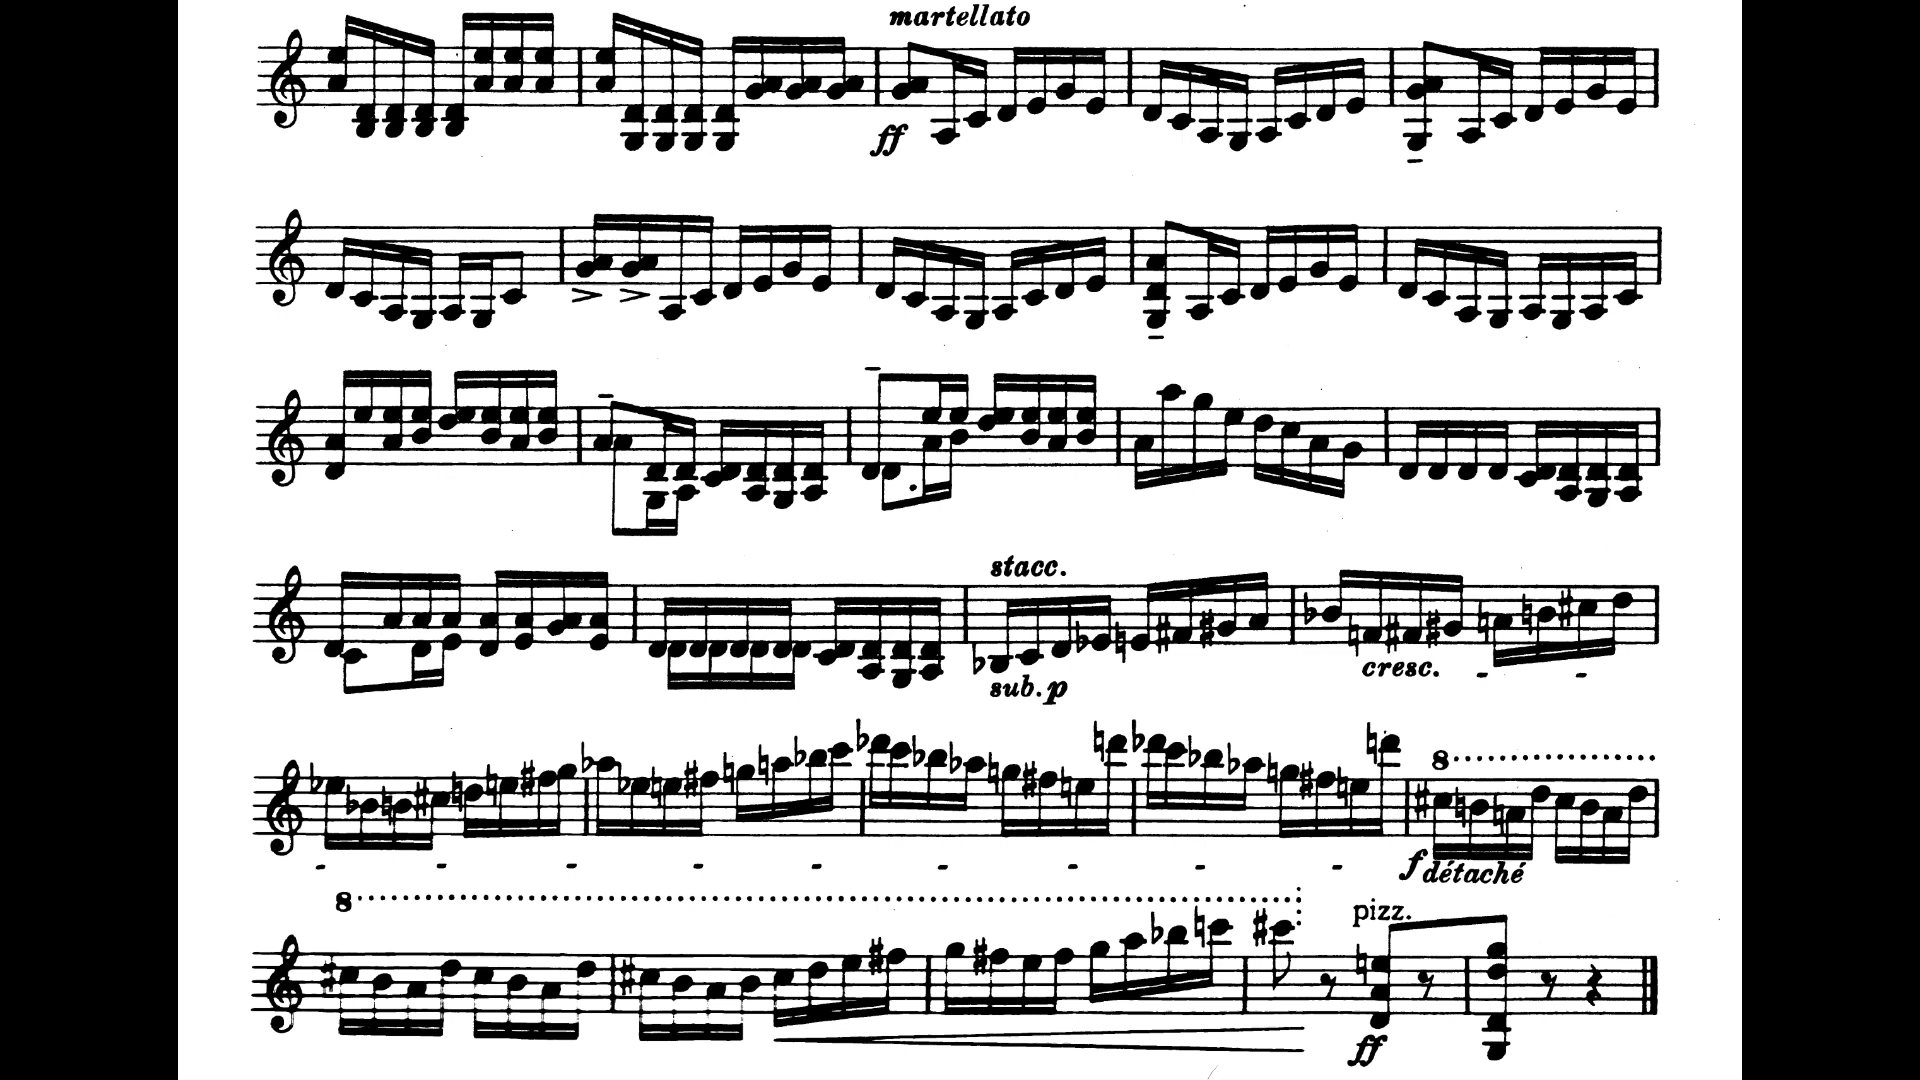 martellato
ff
stacc.
sub. p
cresc. - -
- - - - - - - - -
8
f détaché
8
pizz.
ff